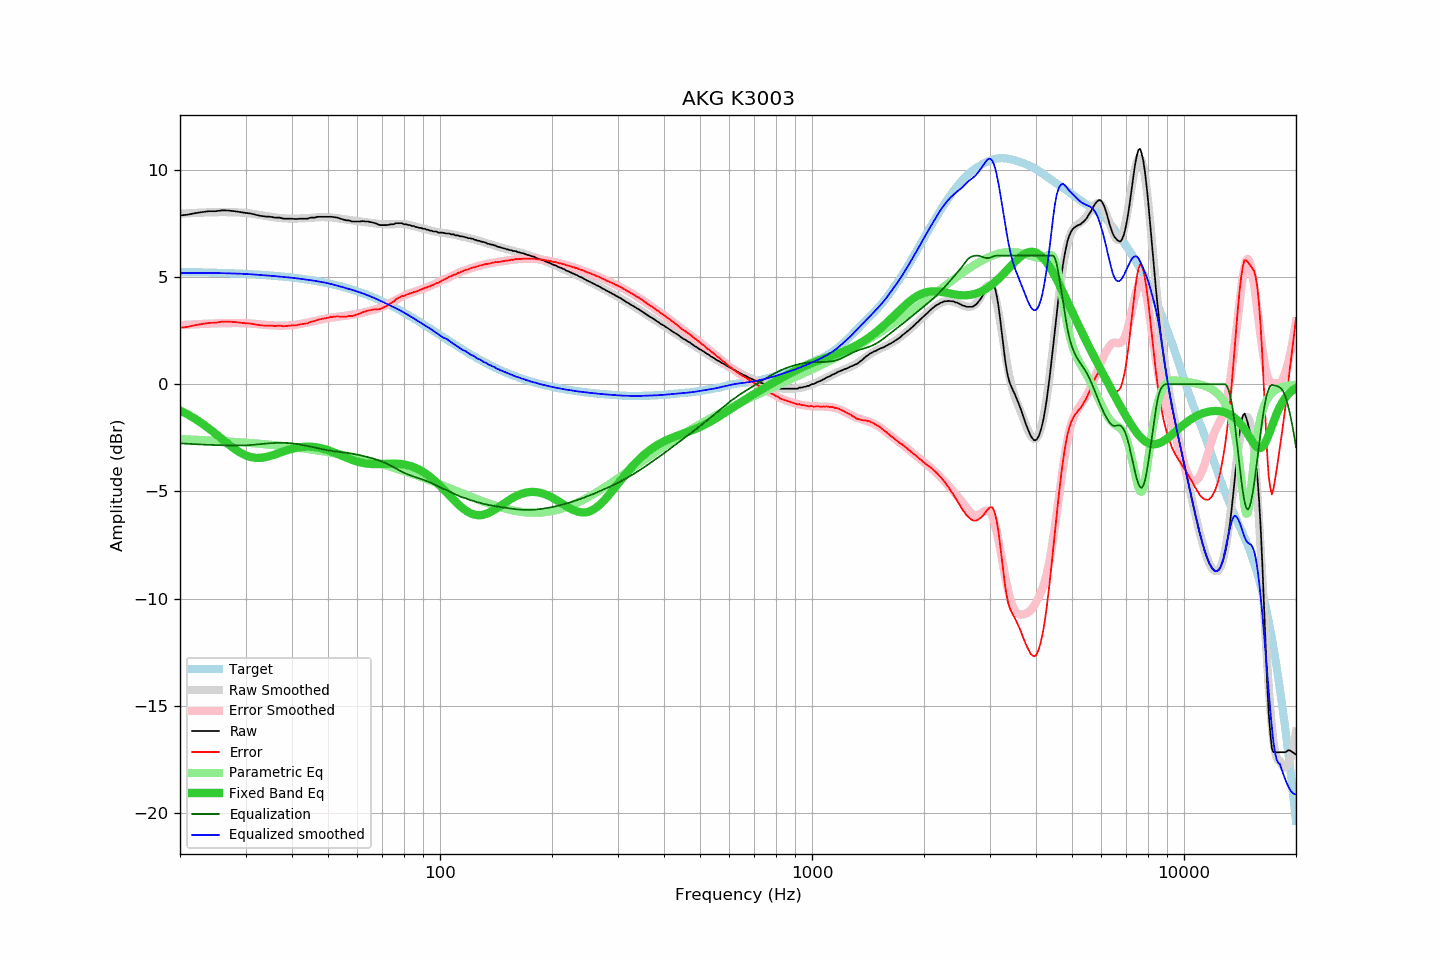 AKG K3003
Amplitude (dBr)
10
5
0
−5
−10
−15
−20
Target
Raw Smoothed
Error Smoothed
Raw
Error
Parametric Eq
Fixed Band Eq
Equalization
Equalized smoothed
100
1000
10000
Frequency (Hz)